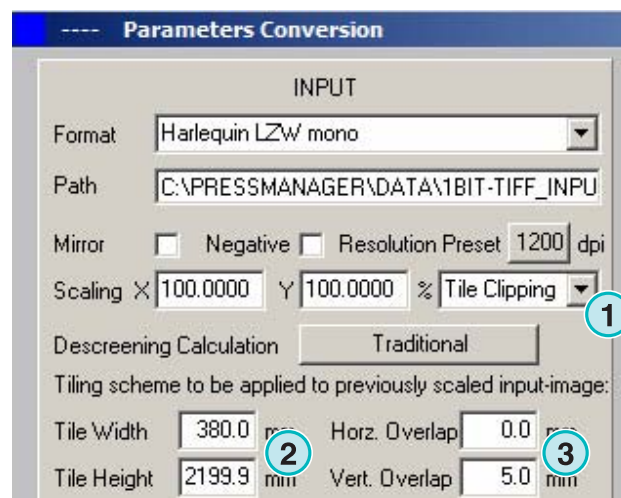 ---- Parameters Conversion
INPUT
Format Harlequin LZW mono
Path C:\PRESSMANAGER\DATA\1BIT-TIFF_INPU
Mirror Negative Resolution Preset 1200 dpi
Scaling X 100.0000 Y 100.0000 % Tile Clipping
1
Descreening Calculation Traditional
Tiling scheme to be applied to previously scaled input-image:
Tile Width 380.0 mm Horz. Overlap 0.0 mm
2 3
Tile Height 2199.9 mm Vert. Overlap 5.0 mm